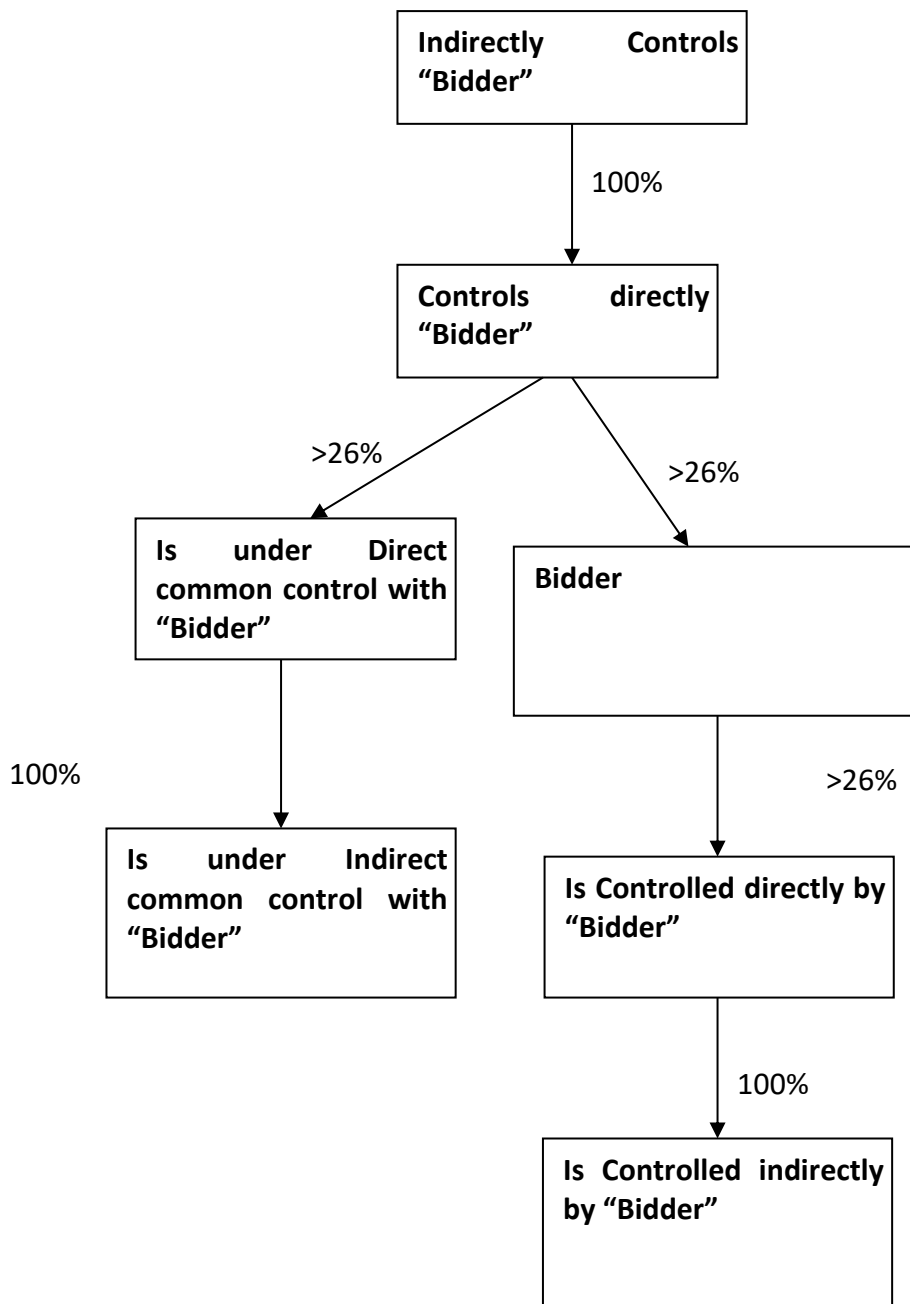 Indirectly Controls
“Bidder”
100%
Controls directly
“Bidder”
>26%
>26%
Is under Direct
common control with
“Bidder”
Bidder
100%
>26%
Is under Indirect
common control with
“Bidder”
Is Controlled directly by
“Bidder”
100%
Is Controlled indirectly
by “Bidder”